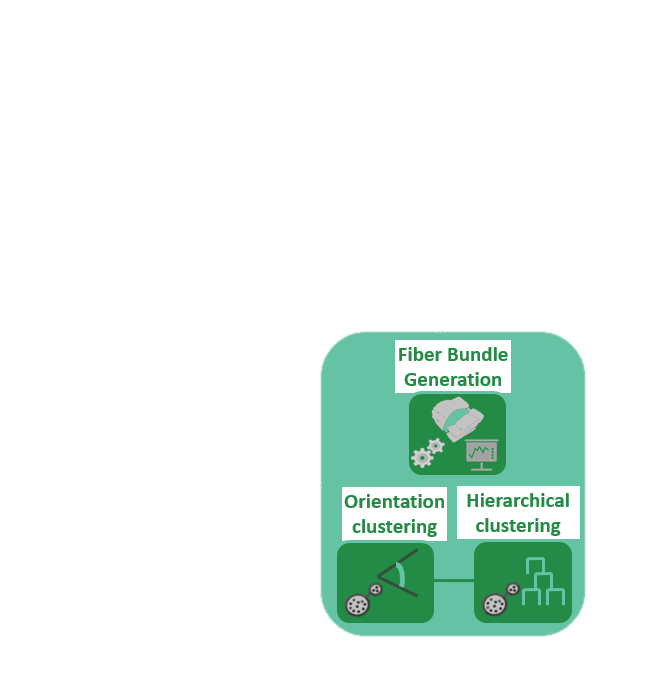 Fiber Bundle
Generation
Orientation
clustering
Hierarchical
clustering